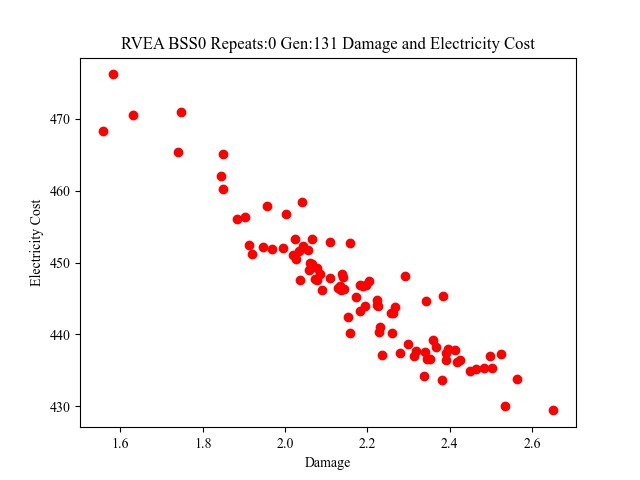 RVEA BSS0 Repeats:0 Gen:131 Damage and Electricity Cost
470
460
450
440
430
Electricity Cost
1.6 1.8 2.0 2.2 2.4 2.6
Damage